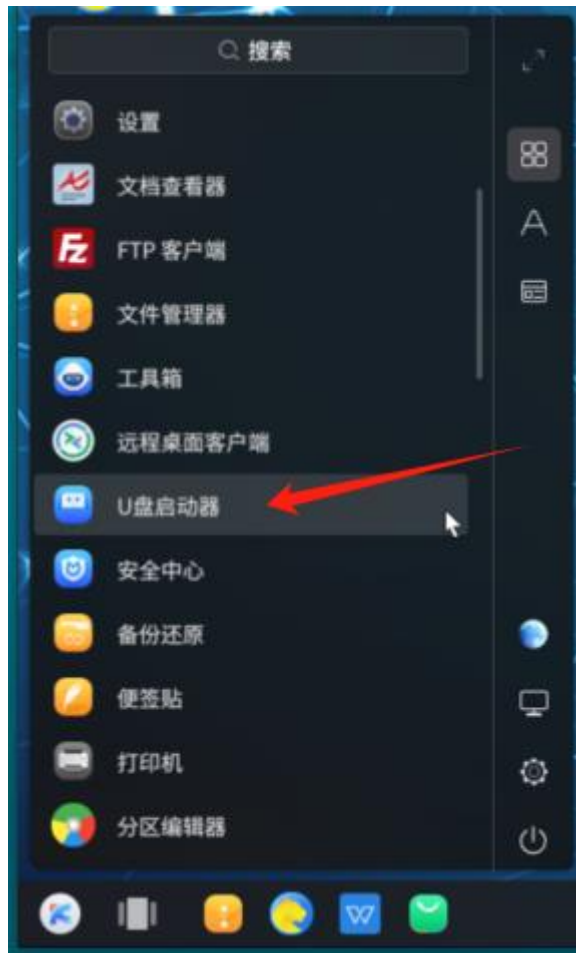 搜索
设置
文档查看器
FTP 客户端
文件管理器
工具箱
远程桌面客户端
U盘启动器
安全中心
备份还原
便签贴
打印机
分区编辑器